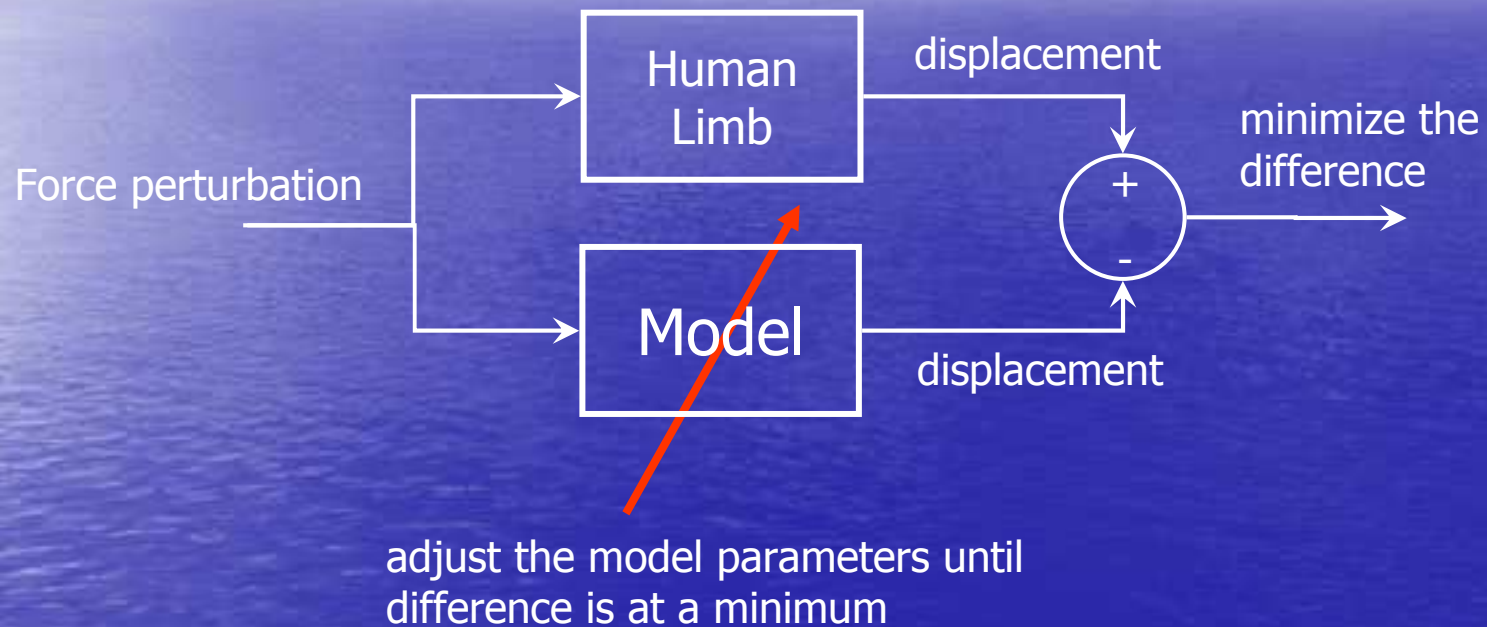 Force perturbation
Human
Limb
displacement
+
-
minimize the
difference
Model
displacement
adjust the model parameters until
difference is at a minimum